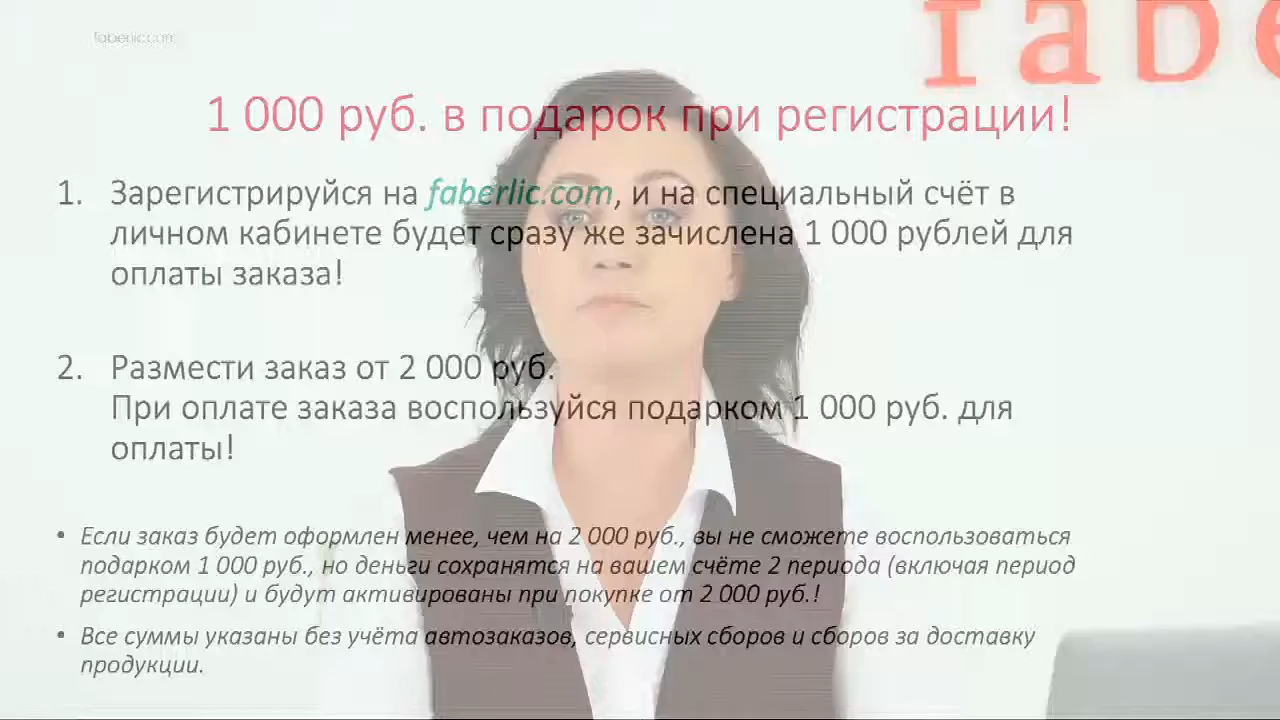 faberlic.com
fabe
1 000 руб. в подарок при регистрации!
1. Зарегистрируйся на faberlic.com, и на специальный счёт в
личном кабинете будет сразу же зачислена 1 000 рублей для
оплаты заказа!
2. Размести заказ от 2 000 руб.
При оплате заказа воспользуйся подарком 1 000 руб. для
оплаты!
• Если заказ будет оформлен менее, чем на 2 000 руб., вы не сможете воспользоваться
подарком 1 000 руб., но деньги сохранятся на вашем счёте 2 периода (включая период
регистрации) и будут активированы при покупке от 2 000 руб.!
• Все суммы указаны без учёта автозаказов, сервисных сборов и сборов за доставку
продукции.